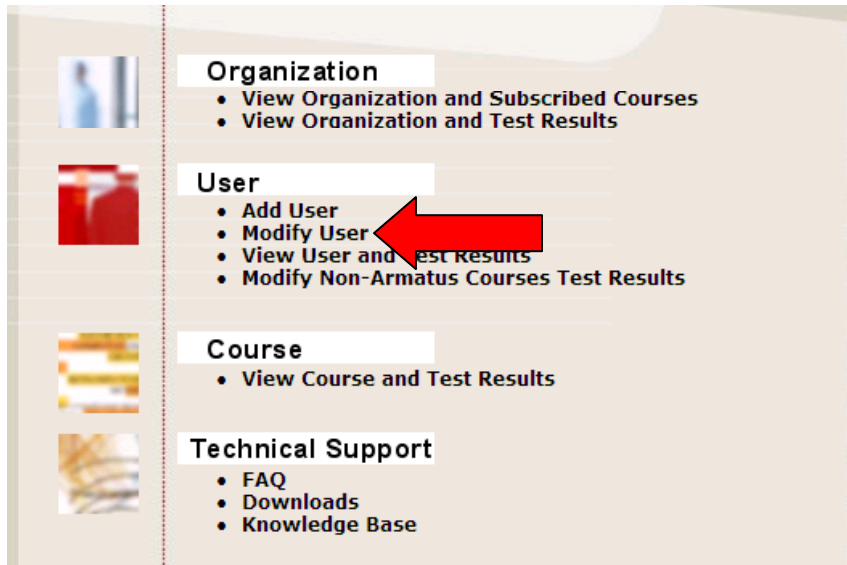 Organization
• View Organization and Subscribed Courses
• View Organization and Test Results
User
• Add User
• Modify User
• View User and Test Results
• Modify Non-Armatus Courses Test Results
Course
• View Course and Test Results
Technical Support
• FAQ
• Downloads
• Knowledge Base